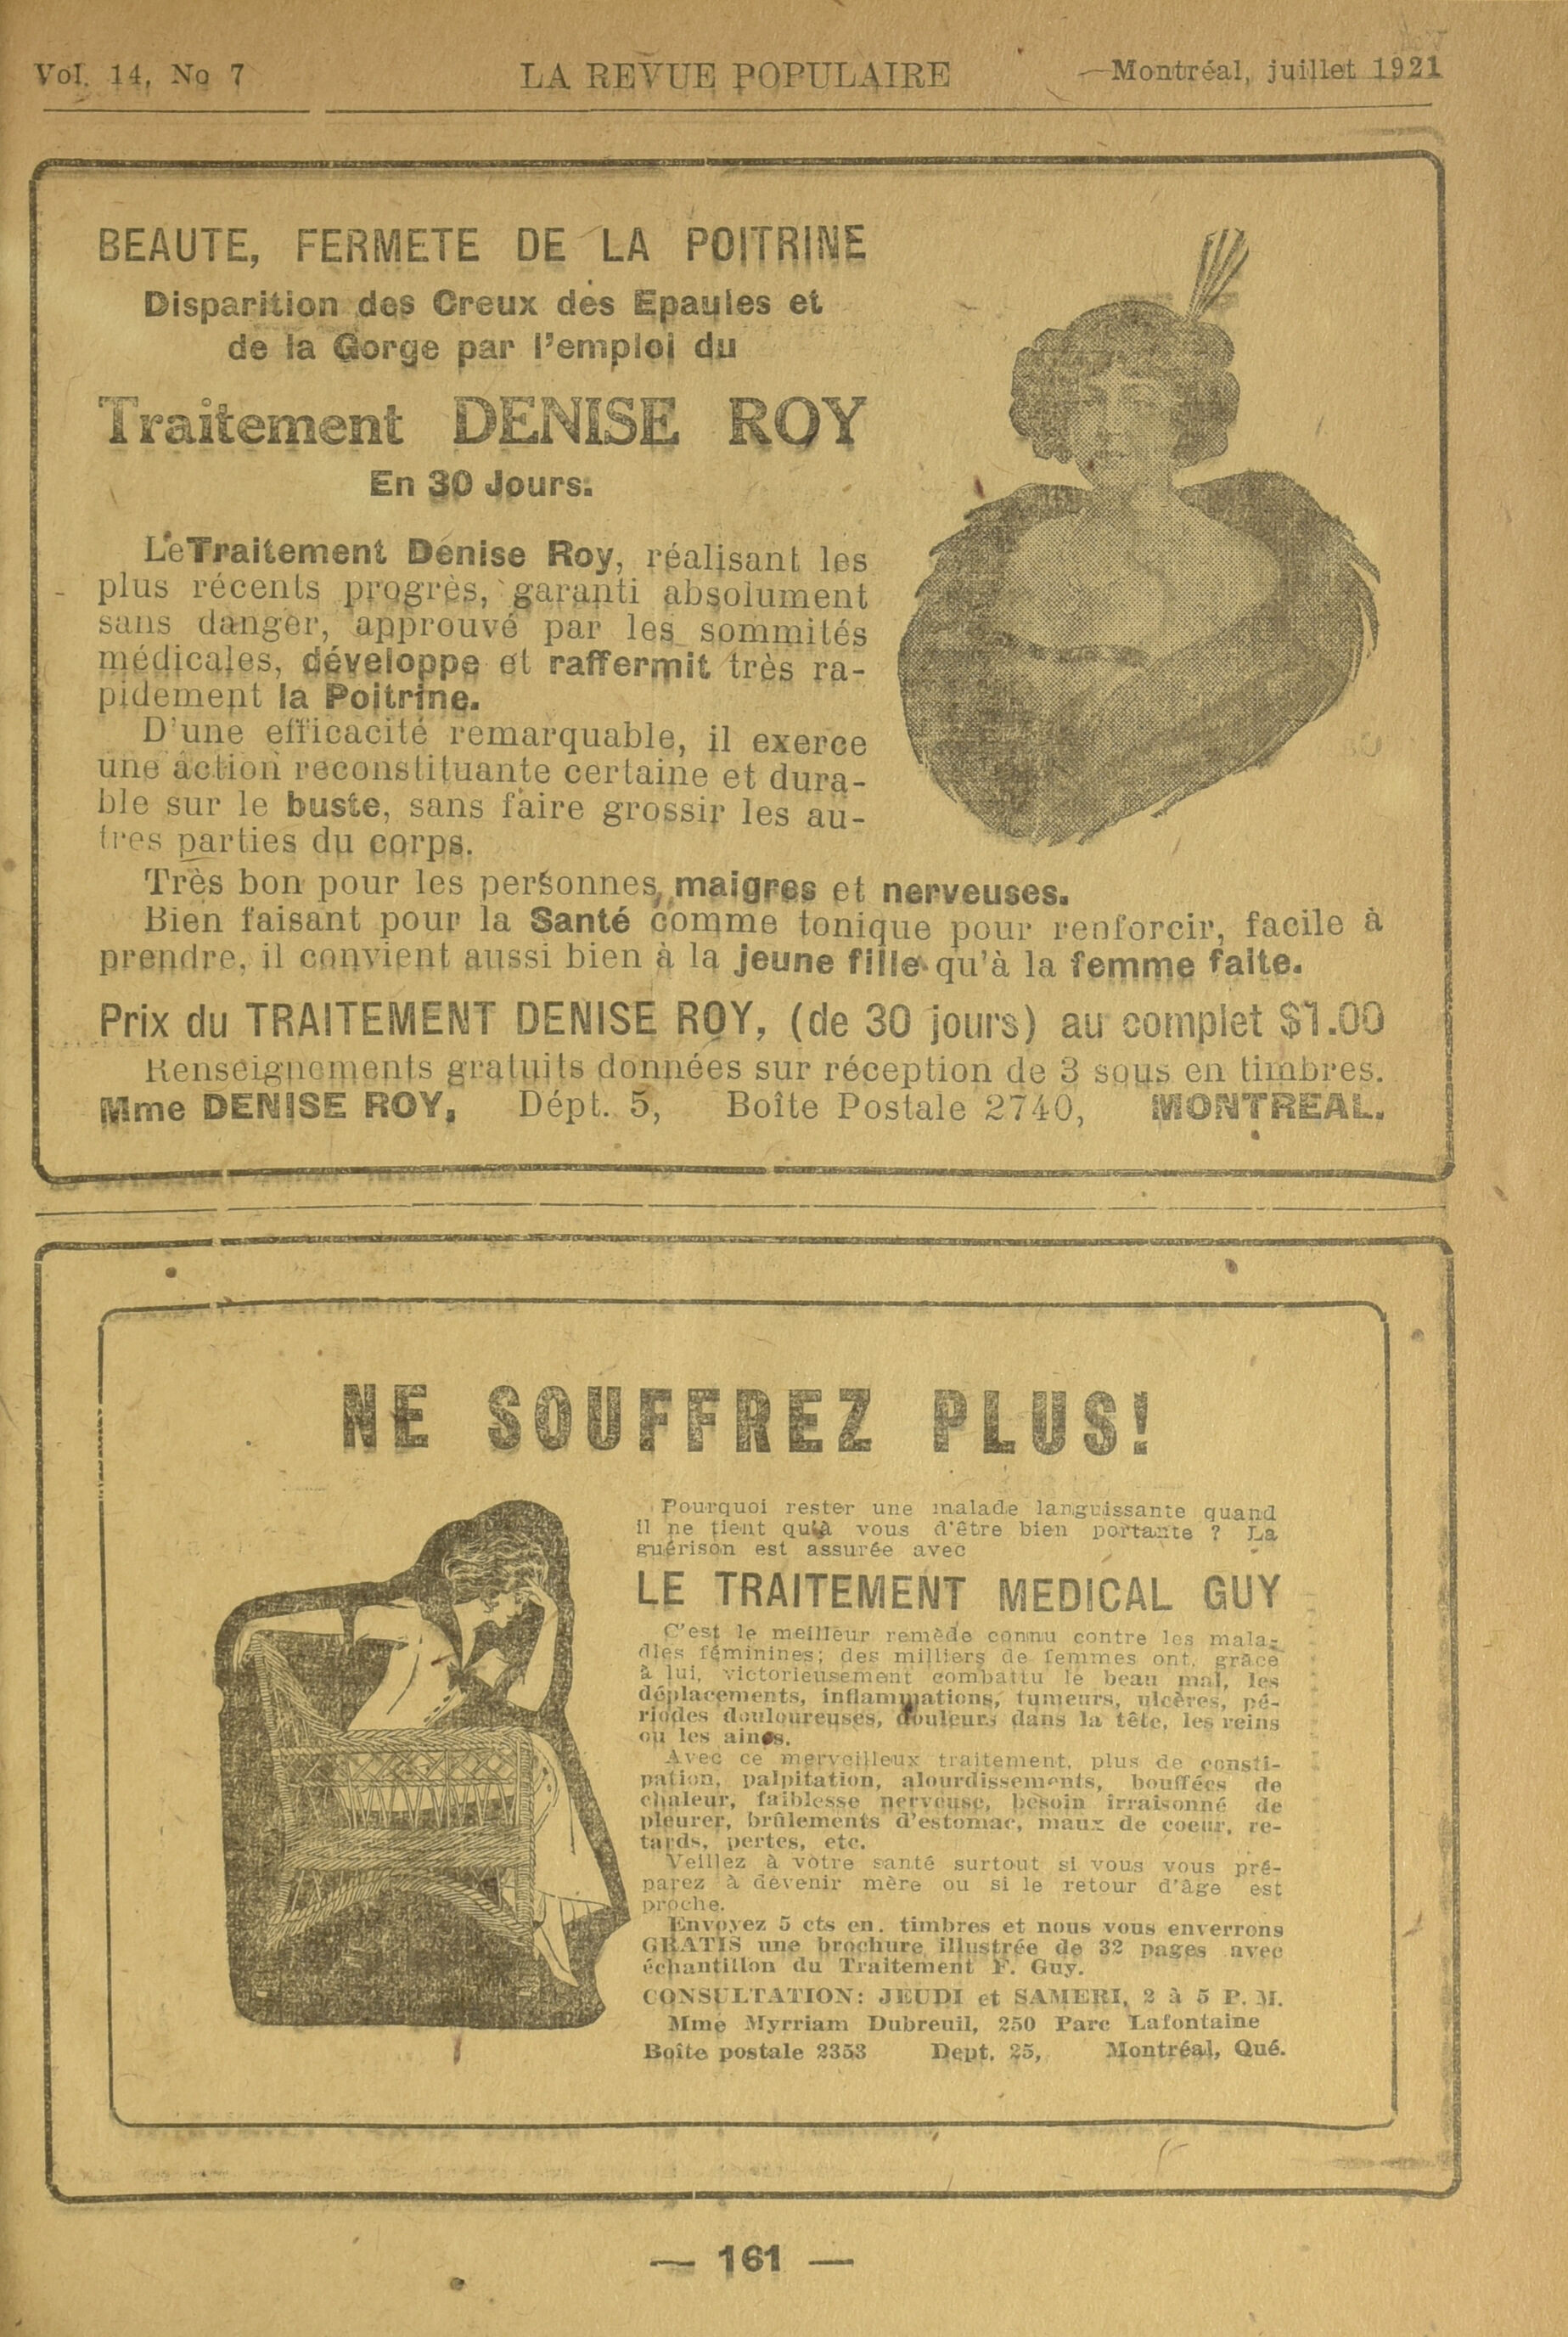 Vol. 14, No 7
LA REVUE POPULAIRE
Montréal, juillet 1921
BEAUTE, FERMETE DE LA POITRINE
Disparition des Creux des Epaules et
de la Gorge par l'emploi du
Traitement DENISE ROY
En 30 Jours.
Le Traitement Denise Roy, réalisant les
plus récents progrès, garanti absolument
sans danger, approuvé par les sommités
médicales, développe et raffermit très ra-
pidement la Poitrine.
D'une efficacité remarquable, il exerce
une action reconstituante certaine et dura-
ble sur le buste, sans faire grossir les au-
tres parties du corps.
Très bon pour les personnes, maigres et nerveuses.
Bien faisant pour la Santé comme tonique pour renforcir, facile à
prendre, il convient aussi bien à la jeune fille qu'à la femme faite.
Prix du TRAITEMENT DENISE ROY, (de 30 jours) au complet $1.00
Renseignements gratuits données sur réception de 3 sous en timbres.
Mme DENISE ROY, Dépt. 5, Boîte Postale 2740, MONTREAL.
NE SOUFFREZ PLUS!
Pourquoi rester une malade languissante quand
il ne tient qu'à vous d'être bien portante ? La
guérison est assurée avec
LE TRAITEMENT MEDICAL GUY
C'est le meilleur remède connu contre les mala-
dies féminines; des milliers de femmes ont, grâce
à lui, victorieusement combattu le beau mal, les
déplacements, inflammations, tumeurs, ulcères, pé-
riodes douloureuses, douleurs dans la tête, les reins
ou les aines.
Avec ce merveilleux traitement, plus de consti-
pation, palpitation, alourdissements, bouffées de
chaleur, faiblesse nerveuse, besoin irraisonné de
pleurer, brûlements d'estomac, maux de coeur, re-
tards, pertes, etc.
Veillez à votre santé surtout si vous vous pré-
parez à devenir mère ou si le retour d'âge est
proche.
Envoyez 5 cts en. timbres et nous vous enverrons
GRATIS une brochure illustrée de 32 pages avec
échantillon du Traitement F. Guy.
CONSULTATION: JEUDI et SAMERI, 2 à 5 P. M.
Mme Myrriam Dubreuil, 250 Parc Lafontaine
Boîte postale 2353 Dept. 25, Montréal, Qué.
— 161 —